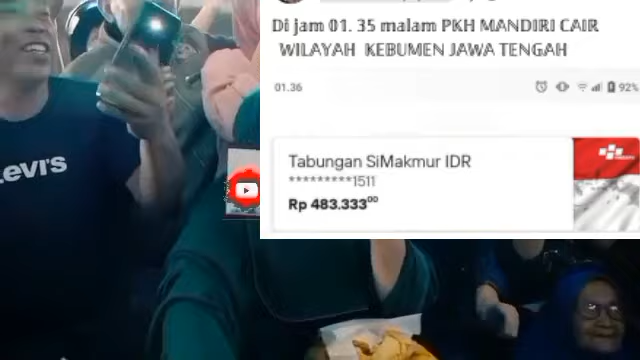 Di jam 01. 35 malam PKH MANDIRI CAIR
WILAYAH KEBUMEN JAWA TENGAH
01.36
92%
Tabungan SiMakmur IDR
*********1511
Rp 483.333⁰⁰
Levi's